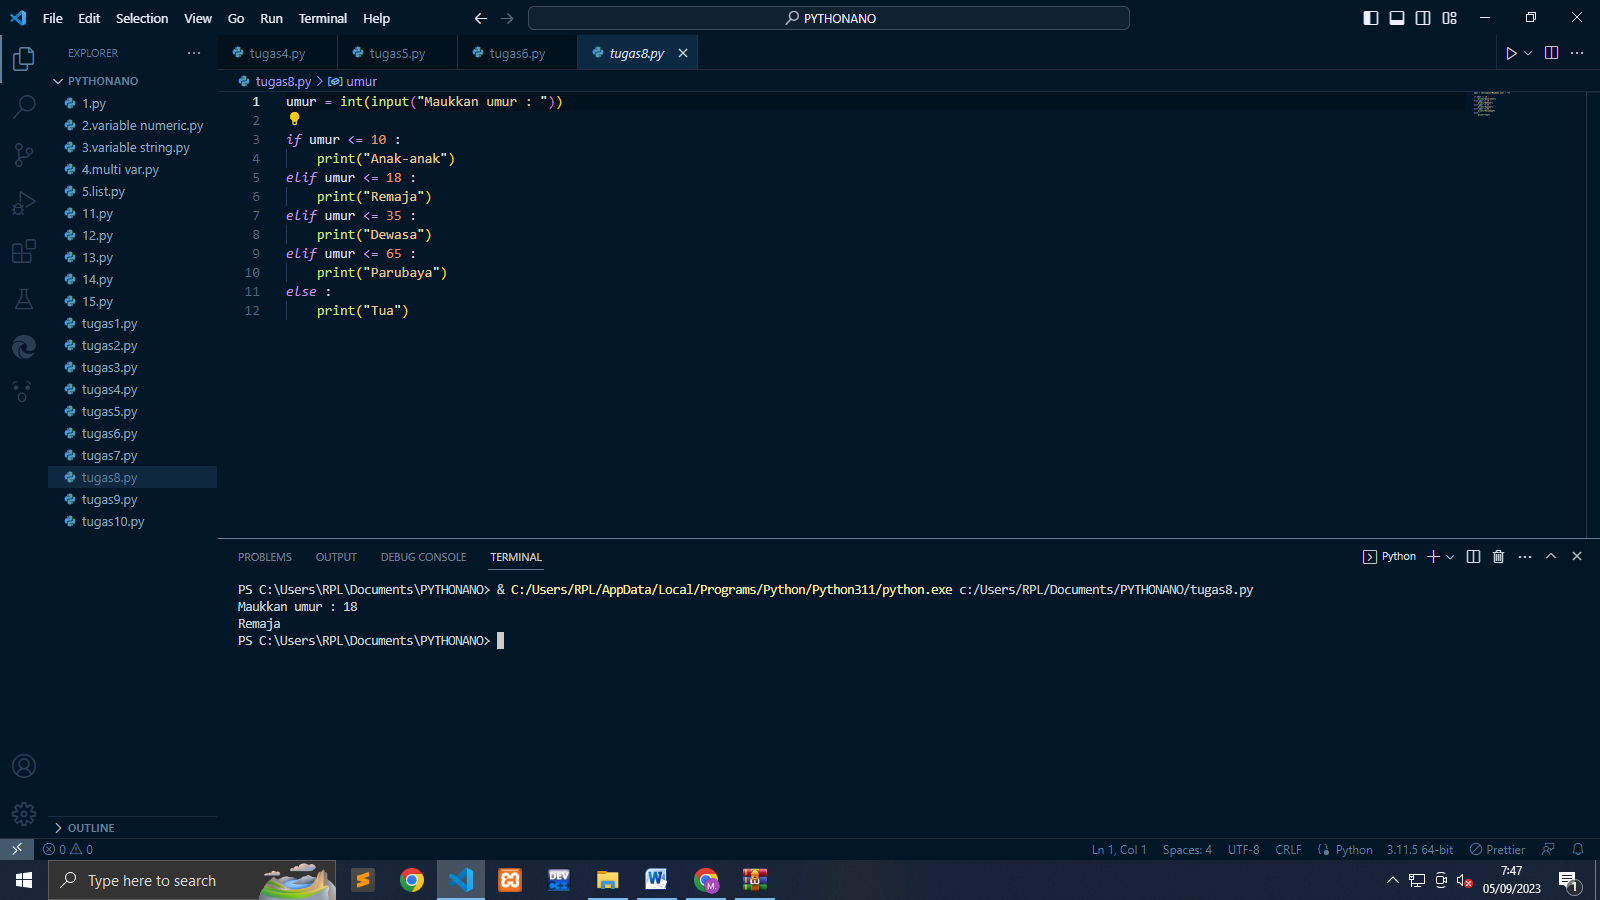 File Edit Selection View Go Run Terminal Help
PYTHONANO
EXPLORER
PYTHONANO
1.py
2.variable numeric.py
3.variable string.py
4.multi var.py
5.list.py
11.py
12.py
13.py
14.py
15.py
tugas1.py
tugas2.py
tugas3.py
tugas4.py
tugas5.py
tugas6.py
tugas7.py
tugas8.py
tugas9.py
tugas10.py
OUTLINE
tugas4.py tugas5.py tugas6.py tugas8.py
tugas8.py > umur
1 umur = int(input("Maukkan umur : "))
2
3 if umur <= 10 :
4 print("Anak-anak")
5 elif umur <= 18 :
6 print("Remaja")
7 elif umur <= 35 :
8 print("Dewasa")
9 elif umur <= 65 :
10 print("Parubaya")
11 else :
12 print("Tua")
PROBLEMS OUTPUT DEBUG CONSOLE TERMINAL
Python
PS C:\Users\RPL\Documents\PYTHONANO> & C:/Users/RPL/AppData/Local/Programs/Python/Python311/python.exe c:/Users/RPL/Documents/PYTHONANO/tugas8.py
Maukkan umur : 18
Remaja
PS C:\Users\RPL\Documents\PYTHONANO>
0 0
Ln 1, Col 1 Spaces: 4 UTF-8 CRLF Python 3.11.5 64-bit Prettier
Type here to search
DEV
W
M.
7:47
05/09/2023
1